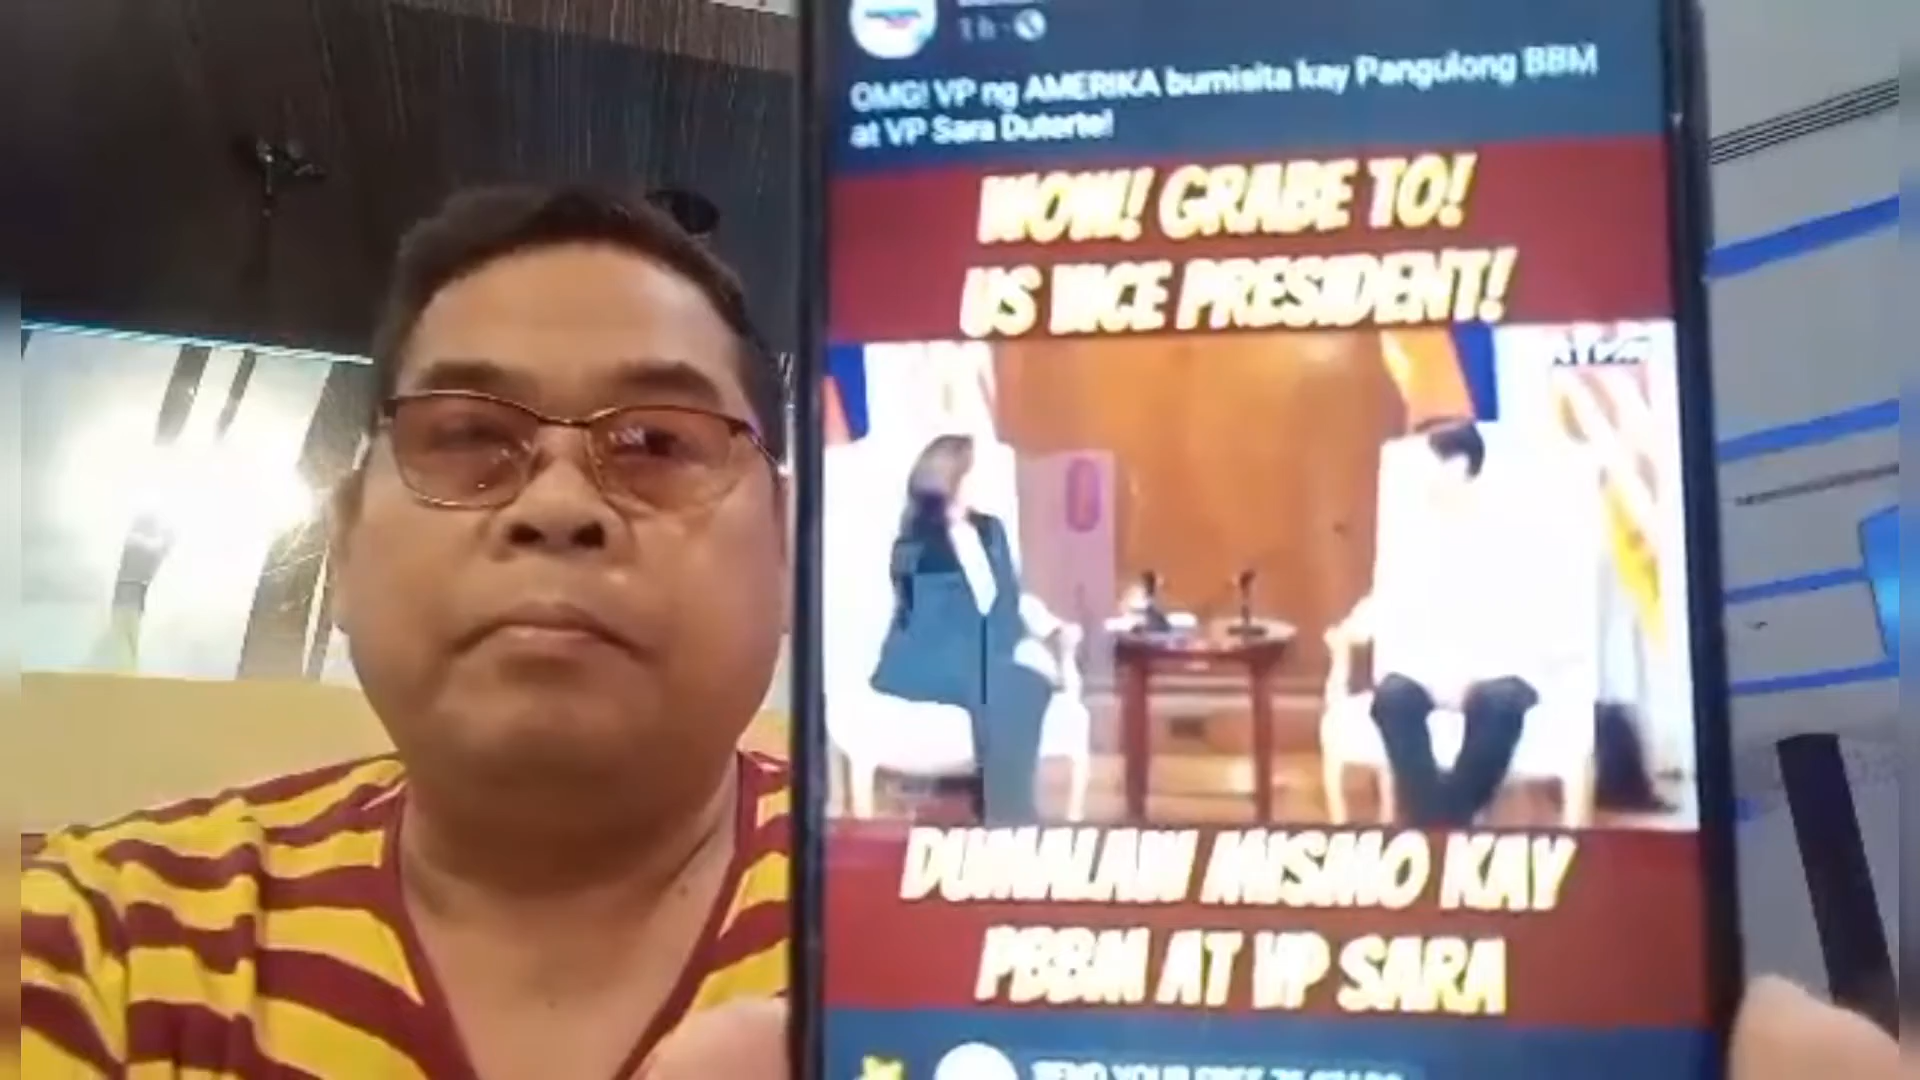 1 h
OMG! VP ng AMERIKA bumisita kay Pangulong BBM
at VP Sara Duterte!
WOW! GRABE TO!
US VICE PRESIDENT!
DUMALAW MISMO KAY
PBBM AT VP SARA